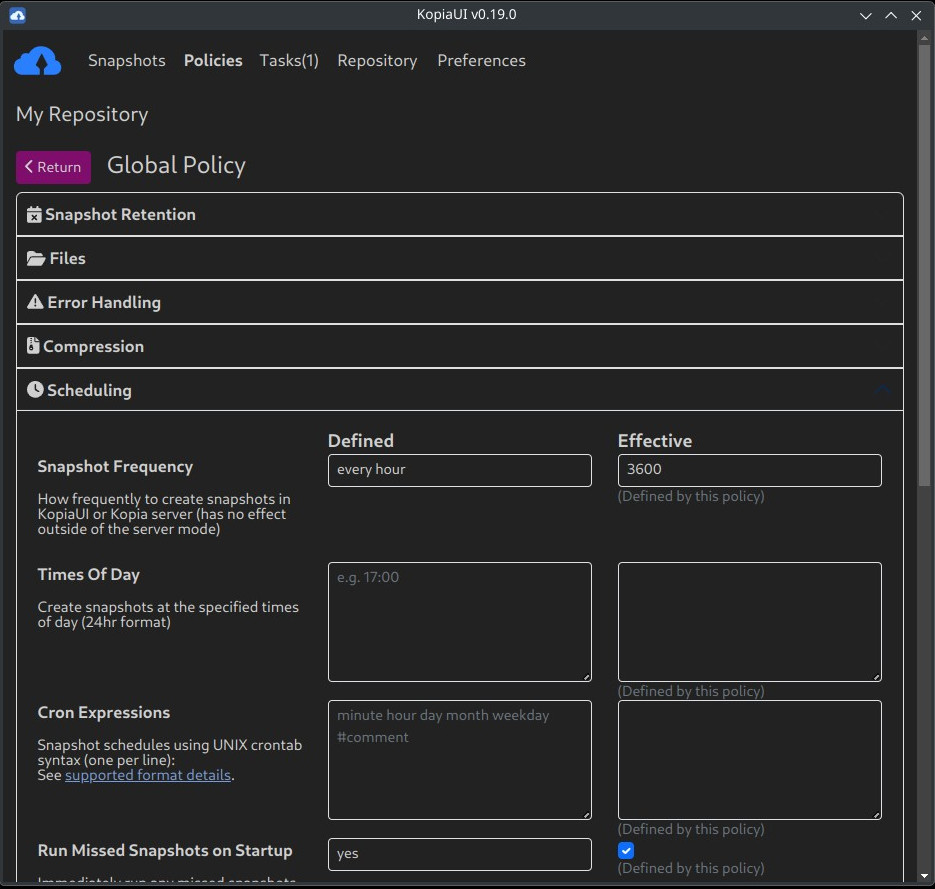 KopiaUI v0.19.0
Snapshots Policies Tasks(1) Repository Preferences
My Repository
Return Global Policy
Snapshot Retention
Files
Error Handling
Compression
Scheduling
Defined Effective
Snapshot Frequency
every hour
3600
(Defined by this policy)
How frequently to create snapshots in
KopiaUI or Kopia server (has no effect
outside of the server mode)
Times Of Day
e.g. 17:00
Create snapshots at the specified times
of day (24hr format)
(Defined by this policy)
Cron Expressions
minute hour day month weekday
#comment
Snapshot schedules using UNIX crontab
syntax (one per line):
See supported format details.
(Defined by this policy)
Run Missed Snapshots on Startup
yes
(Defined by this policy)
Immediately run any missed snapshots